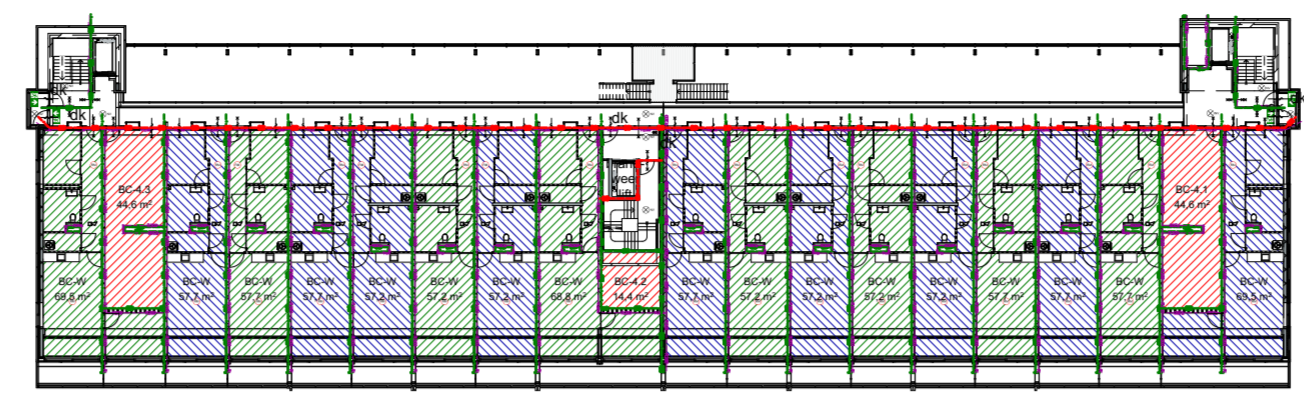 dk
dk
dk
dk
dk
BC-4.3
44,6 m²
BC-4.1
44,6 m²
lift
BC-W
69,5 m²
BC-W
57,7 m²
BC-W
57,7 m²
BC-W
57,7 m²
BC-W
57,2 m²
BC-W
57,2 m²
BC-W
57,2 m²
BC-W
68,8 m²
BC-4.2
14,4 m²
BC-W
57,7 m²
BC-W
57,2 m²
BC-W
57,2 m²
BC-W
57,2 m²
BC-W
57,2 m²
BC-W
57,7 m²
BC-W
57,7 m²
BC-W
57,7 m²
BC-W
69,5 m²